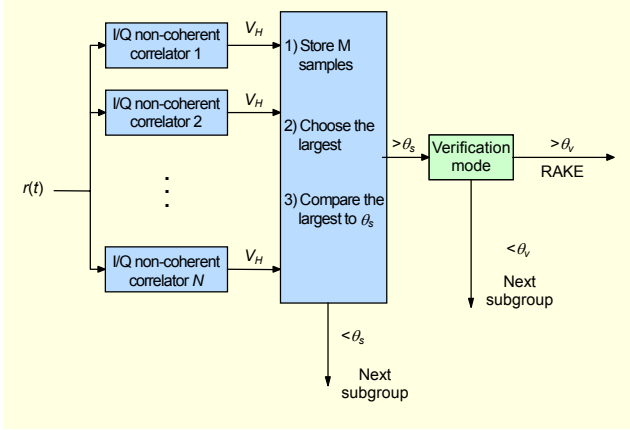 I/Q non-coherent
correlator 1
V_H
I/Q non-coherent
correlator 2
V_H
r(t)
I/Q non-coherent
correlator N
V_H
1) Store M
samples
2) Choose the
largest
3) Compare the
largest to θ_s
>θ_s
Verification
mode
>θ_v
RAKE
<θ_v
Next
subgroup
<θ_s
Next
subgroup